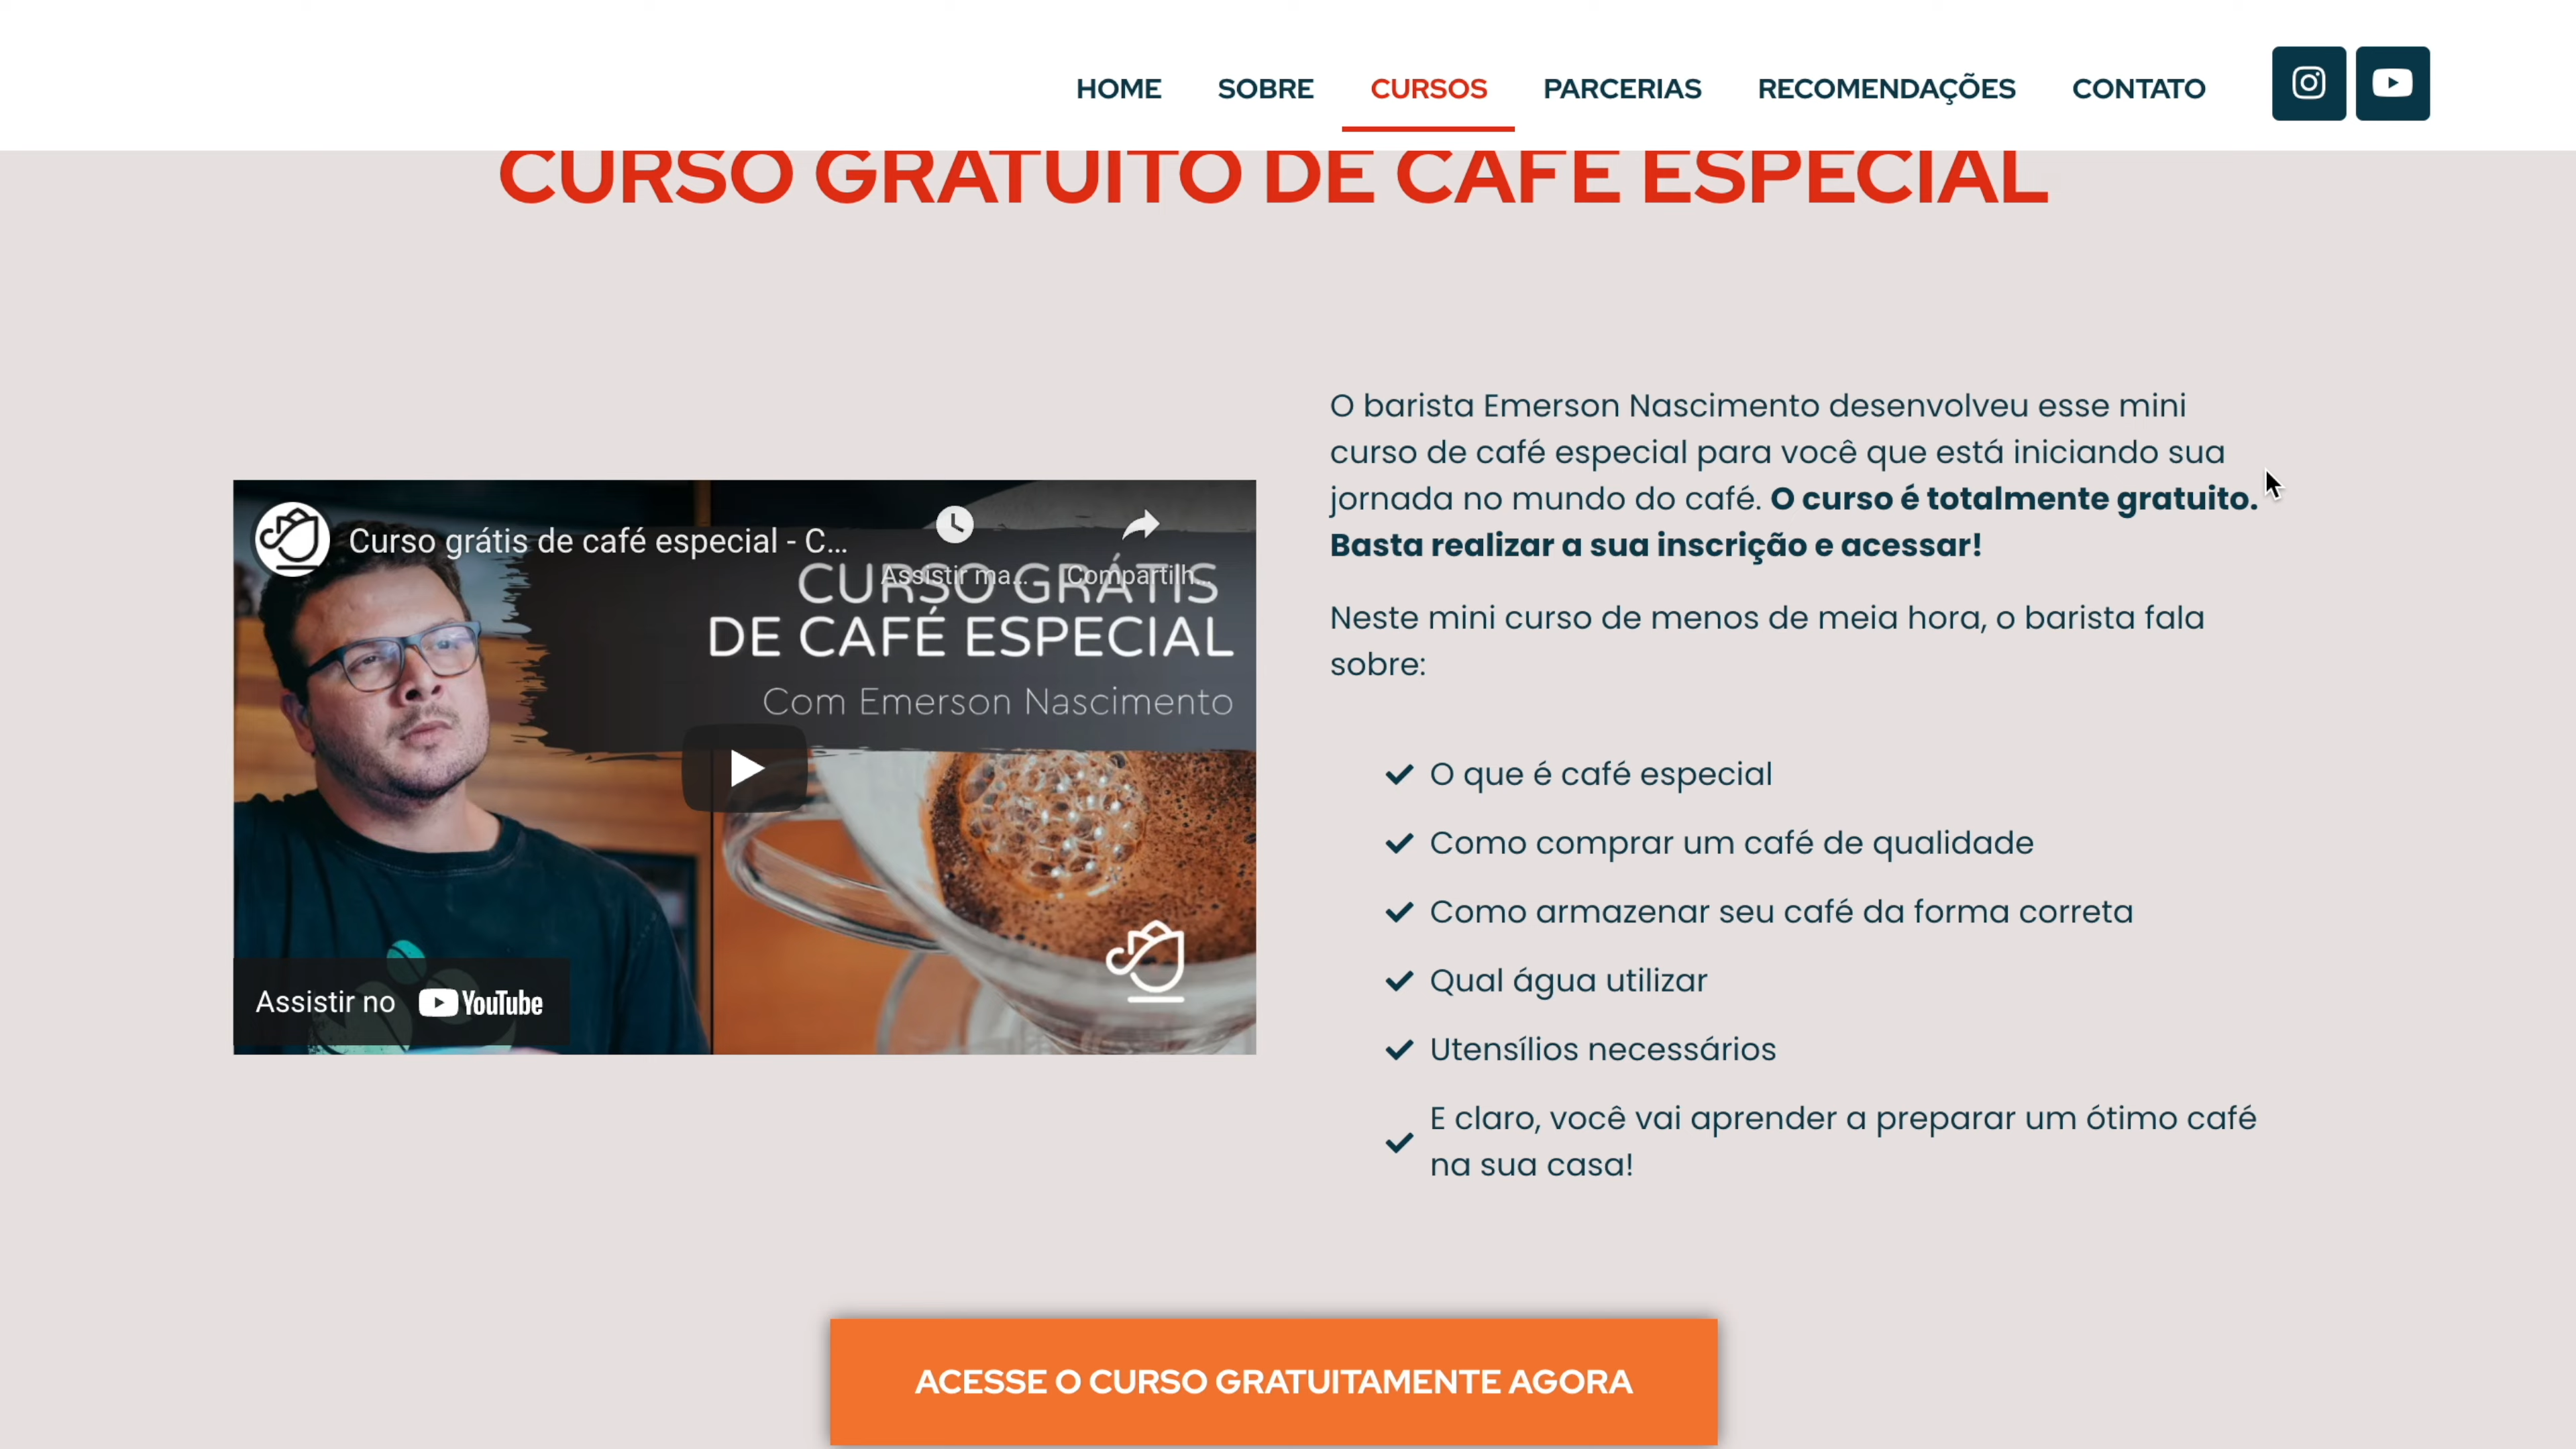 HOME SOBRE CURSOS PARCERIAS RECOMENDAÇÕES CONTATO
CURSO GRATUITO DE CAFÉ ESPECIAL
O barista Emerson Nascimento desenvolveu esse mini
curso de café especial para você que está iniciando sua
jornada no mundo do café. O curso é totalmente gratuito.
Basta realizar a sua inscrição e acessar!
Neste mini curso de menos de meia hora, o barista fala
sobre:
Curso grátis de café especial - C...
Assistir ma... Compartilh...
CURSO GRÁTIS
DE CAFÉ ESPECIAL
Com Emerson Nascimento
Assistir no YouTube
O que é café especial
Como comprar um café de qualidade
Como armazenar seu café da forma correta
Qual água utilizar
Utensílios necessários
E claro, você vai aprender a preparar um ótimo café
na sua casa!
ACESSE O CURSO GRATUITAMENTE AGORA